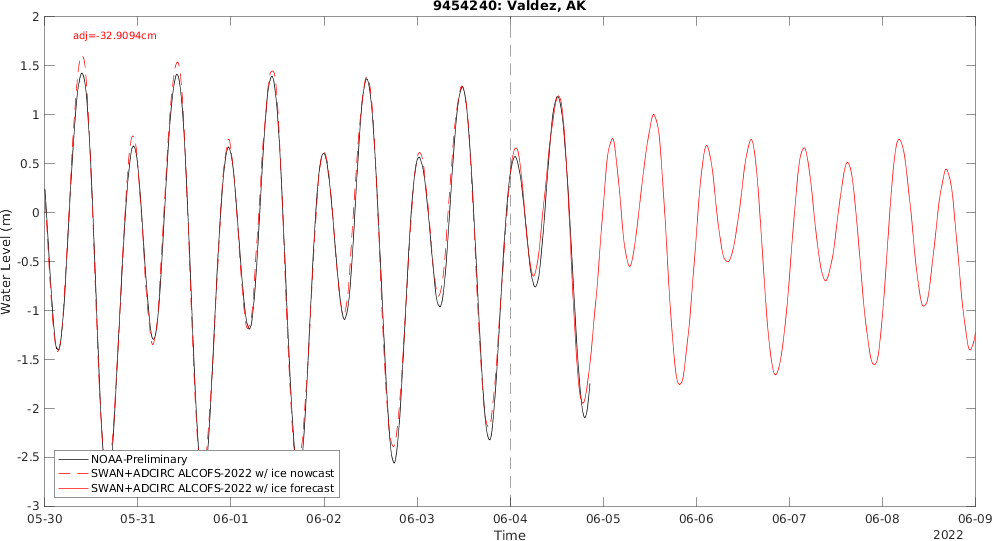 9454240: Valdez, AK
adj=-32.9094cm
Water Level (m)
2
1.5
1
0.5
0
-0.5
-1
-1.5
-2
-2.5
-3
NOAA-Preliminary
SWAN+ADCIRC ALCOFS-2022 w/ ice nowcast
SWAN+ADCIRC ALCOFS-2022 w/ ice forecast
05-30 05-31 06-01 06-02 06-03 06-04 06-05 06-06 06-07 06-08 06-09
Time
2022